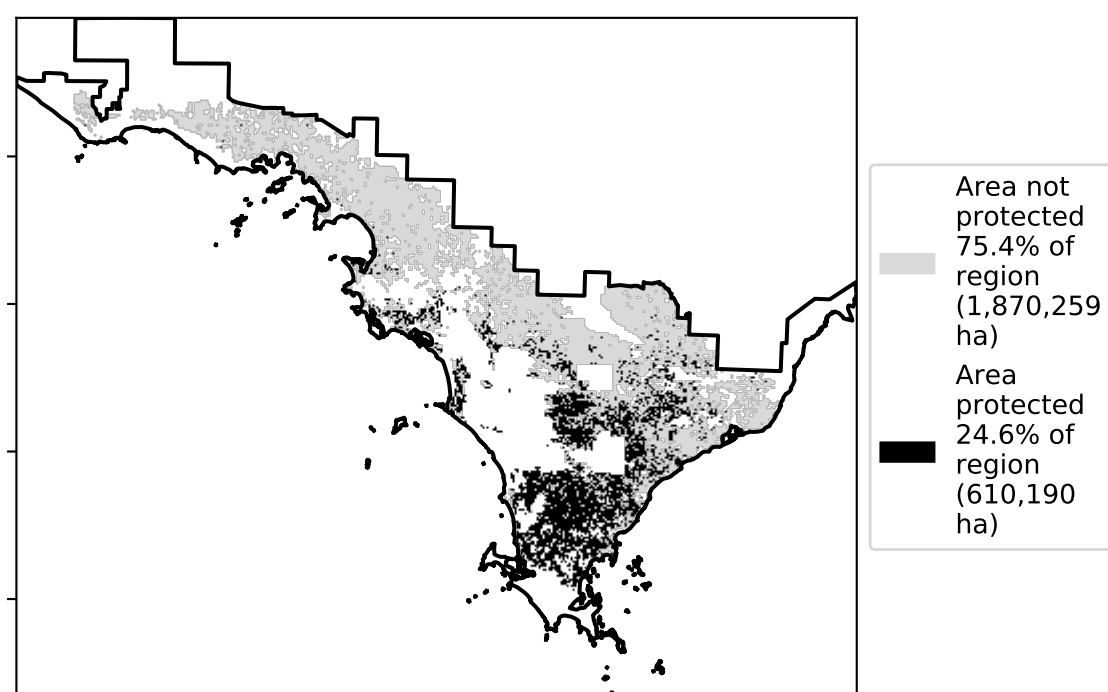 Area not
protected
75.4% of
region
(1,870,259
ha)
Area
protected
24.6% of
region
(610,190
ha)